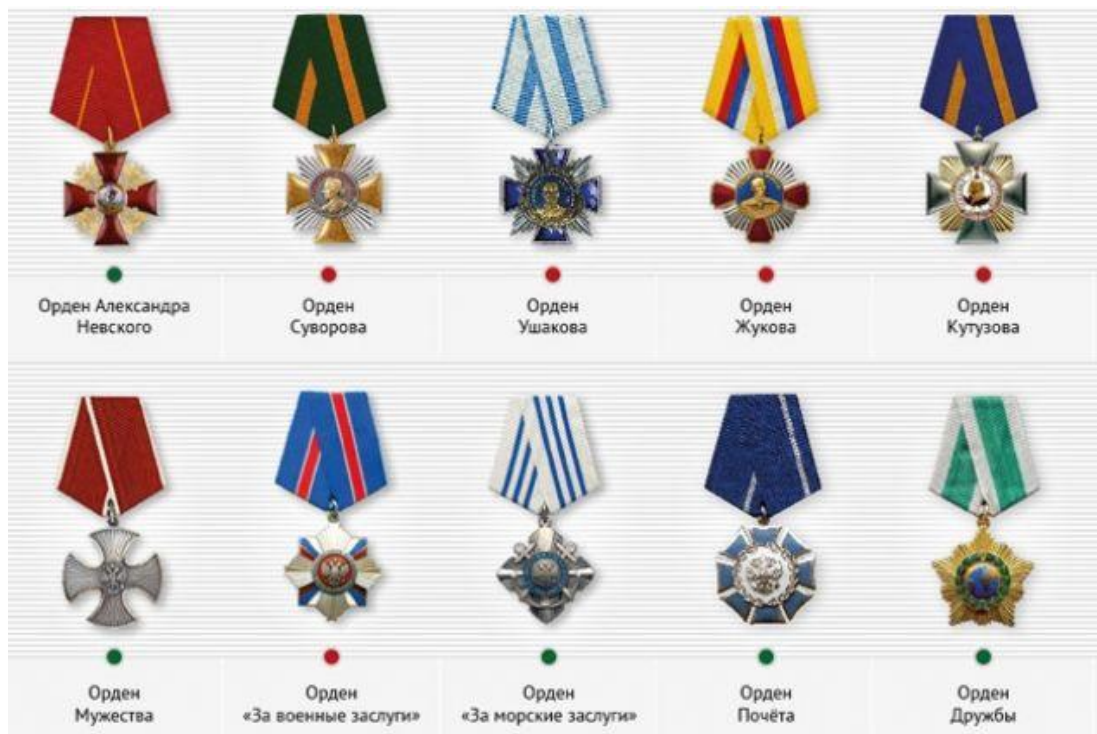 Орден Александра
Невского
Орден
Суворова
Орден
Ушакова
Орден
Жукова
Орден
Кутузова
Орден
Мужества
Орден
«За военные заслуги»
Орден
«За морские заслуги»
Орден
Почёта
Орден
Дружбы